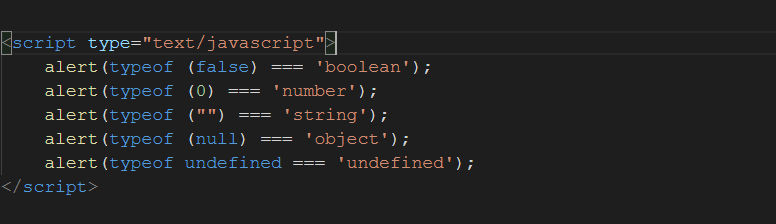 <script type="text/javascript">
    alert(typeof (false) === 'boolean');
    alert(typeof (0) === 'number');
    alert(typeof ("") === 'string');
    alert(typeof (null) === 'object');
    alert(typeof undefined === 'undefined');
</script>